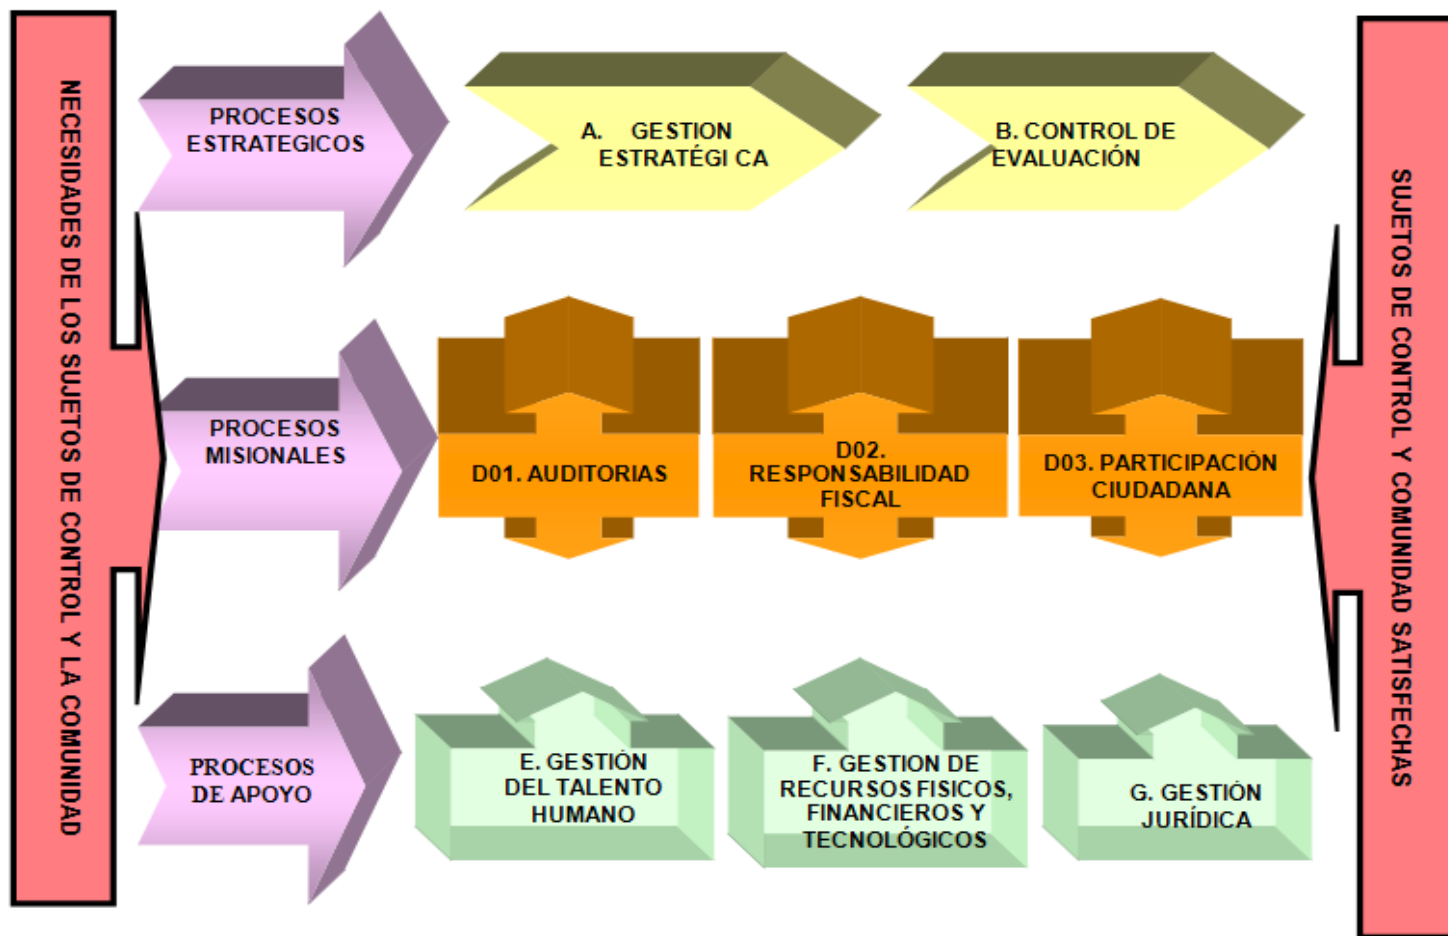 NECESIDADES DE LOS SUJETOS DE CONTROL Y LA COMUNIDAD
PROCESOS
ESTRATEGICOS
A. GESTION
ESTRATÉGI CA
B. CONTROL DE
EVALUACIÓN
PROCESOS
MISIONALES
D01. AUDITORIAS
D02.
RESPONSABILIDAD
FISCAL
D03. PARTICIPACIÓN
CIUDADANA
PROCESOS
DE APOYO
E. GESTIÓN
DEL TALENTO
HUMANO
F. GESTION DE
RECURSOS FISICOS,
FINANCIEROS Y
TECNOLÓGICOS
G. GESTIÓN
JURÍDICA
SUJETOS DE CONTROL Y COMUNIDAD SATISFECHAS